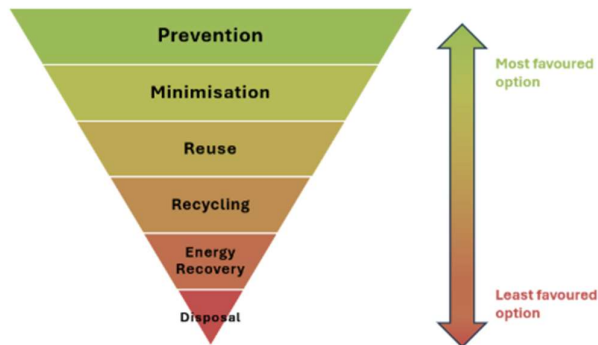 Prevention
Most favoured
option
Minimisation
Reuse
Recycling
Energy
Recovery
Least favoured
option
Disposal